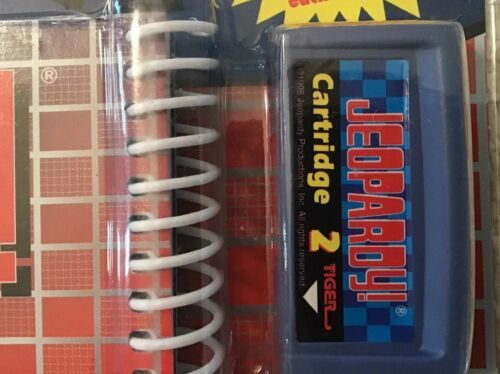 ®
JEOPARDY!®
Cartridge 2 TIGER
©1995 Jeopardy Productions, Inc. All rights reserved